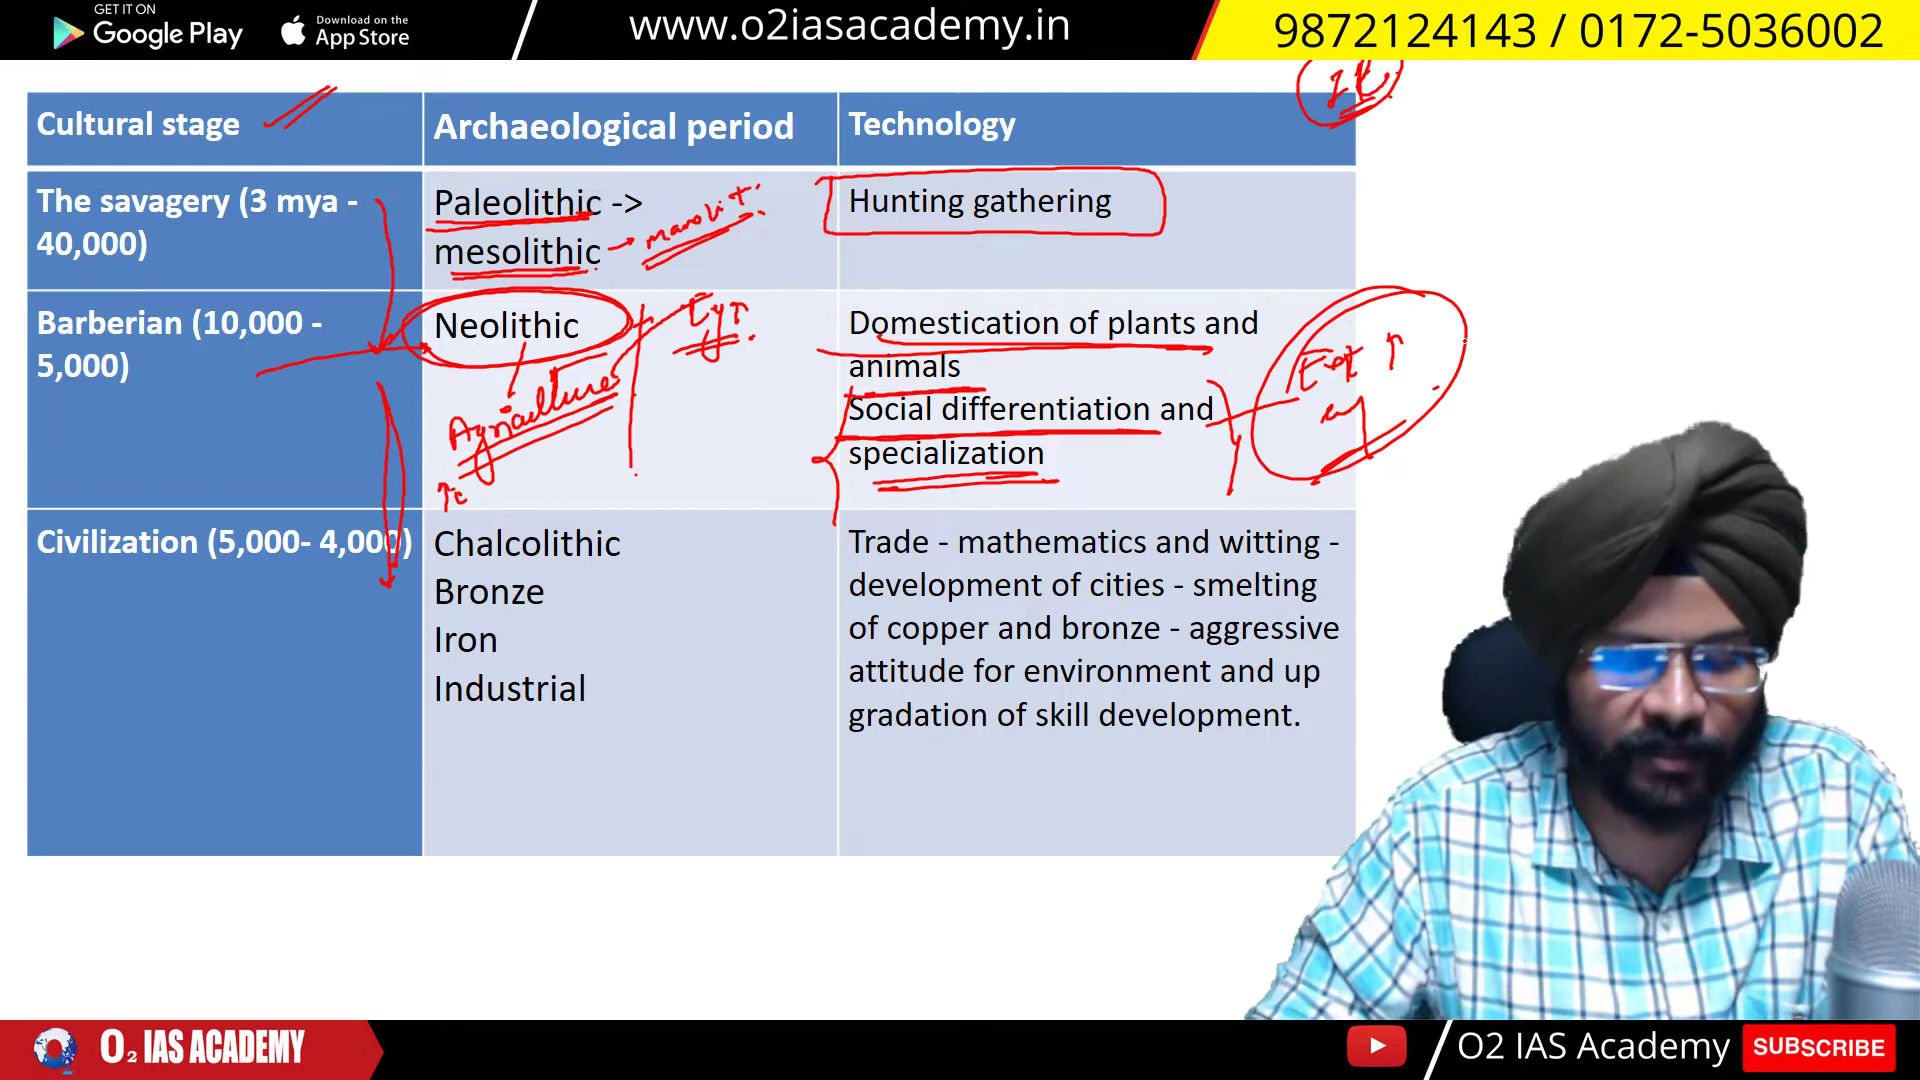 GET IT ON
Google Play
Download on the
App Store
www.o2iasacademy.in
9872124143 / 0172-5036002
Cultural stage
Archaeological period
Technology
The savagery (3 mya -
40,000)
Paleolithic ->
mesolithic
Hunting gathering
Barberian (10,000 -
5,000)
Neolithic
Agriculture
Domestication of plants and
animals
Social differentiation and
specialization
Civilization (5,000- 4,000)
Chalcolithic
Bronze
Iron
Industrial
Trade - mathematics and witting -
development of cities - smelting
of copper and bronze - aggressive
attitude for environment and up
gradation of skill development.
O2 IAS ACADEMY
O2 IAS Academy
SUBSCRIBE